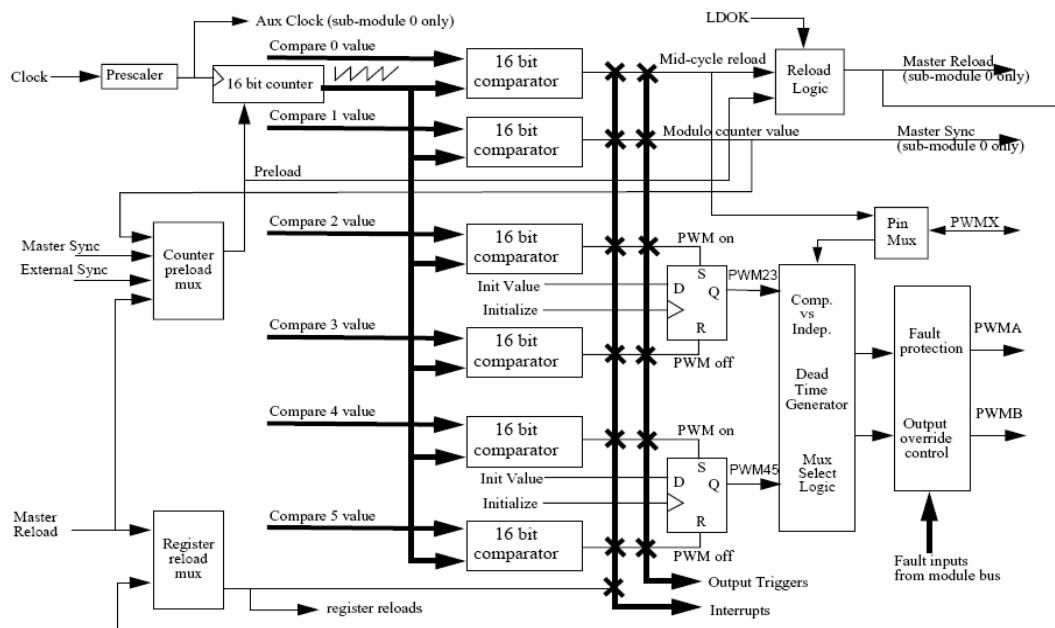 LDOK
Aux Clock (sub-module 0 only)
Compare 0 value
16 bit
comparator
Mid-cycle reload
Reload
Logic
Master Reload
(sub-module 0 only)
Clock
Prescaler
16 bit counter
Compare 1 value
16 bit
comparator
Modulo counter value
Master Sync
(sub-module 0 only)
Preload
Compare 2 value
16 bit
comparator
PWM on
Pin
Mux
PWMX
Master Sync
External Sync
Counter
preload
mux
Init Value
Initialize
D
S
Q
R
PWM23
Comp.
vs
Indep.
Dead
Time
Generator
Mux
Select
Logic
Compare 3 value
16 bit
comparator
PWM off
Fault
protection
Output
override
control
PWMA
PWMB
Compare 4 value
16 bit
comparator
PWM on
Init Value
Initialize
D
S
Q
R
PWM45
Master
Reload
Register
reload
mux
Compare 5 value
16 bit
comparator
PWM off
Fault inputs
from module bus
Output Triggers
register reloads
Interrupts